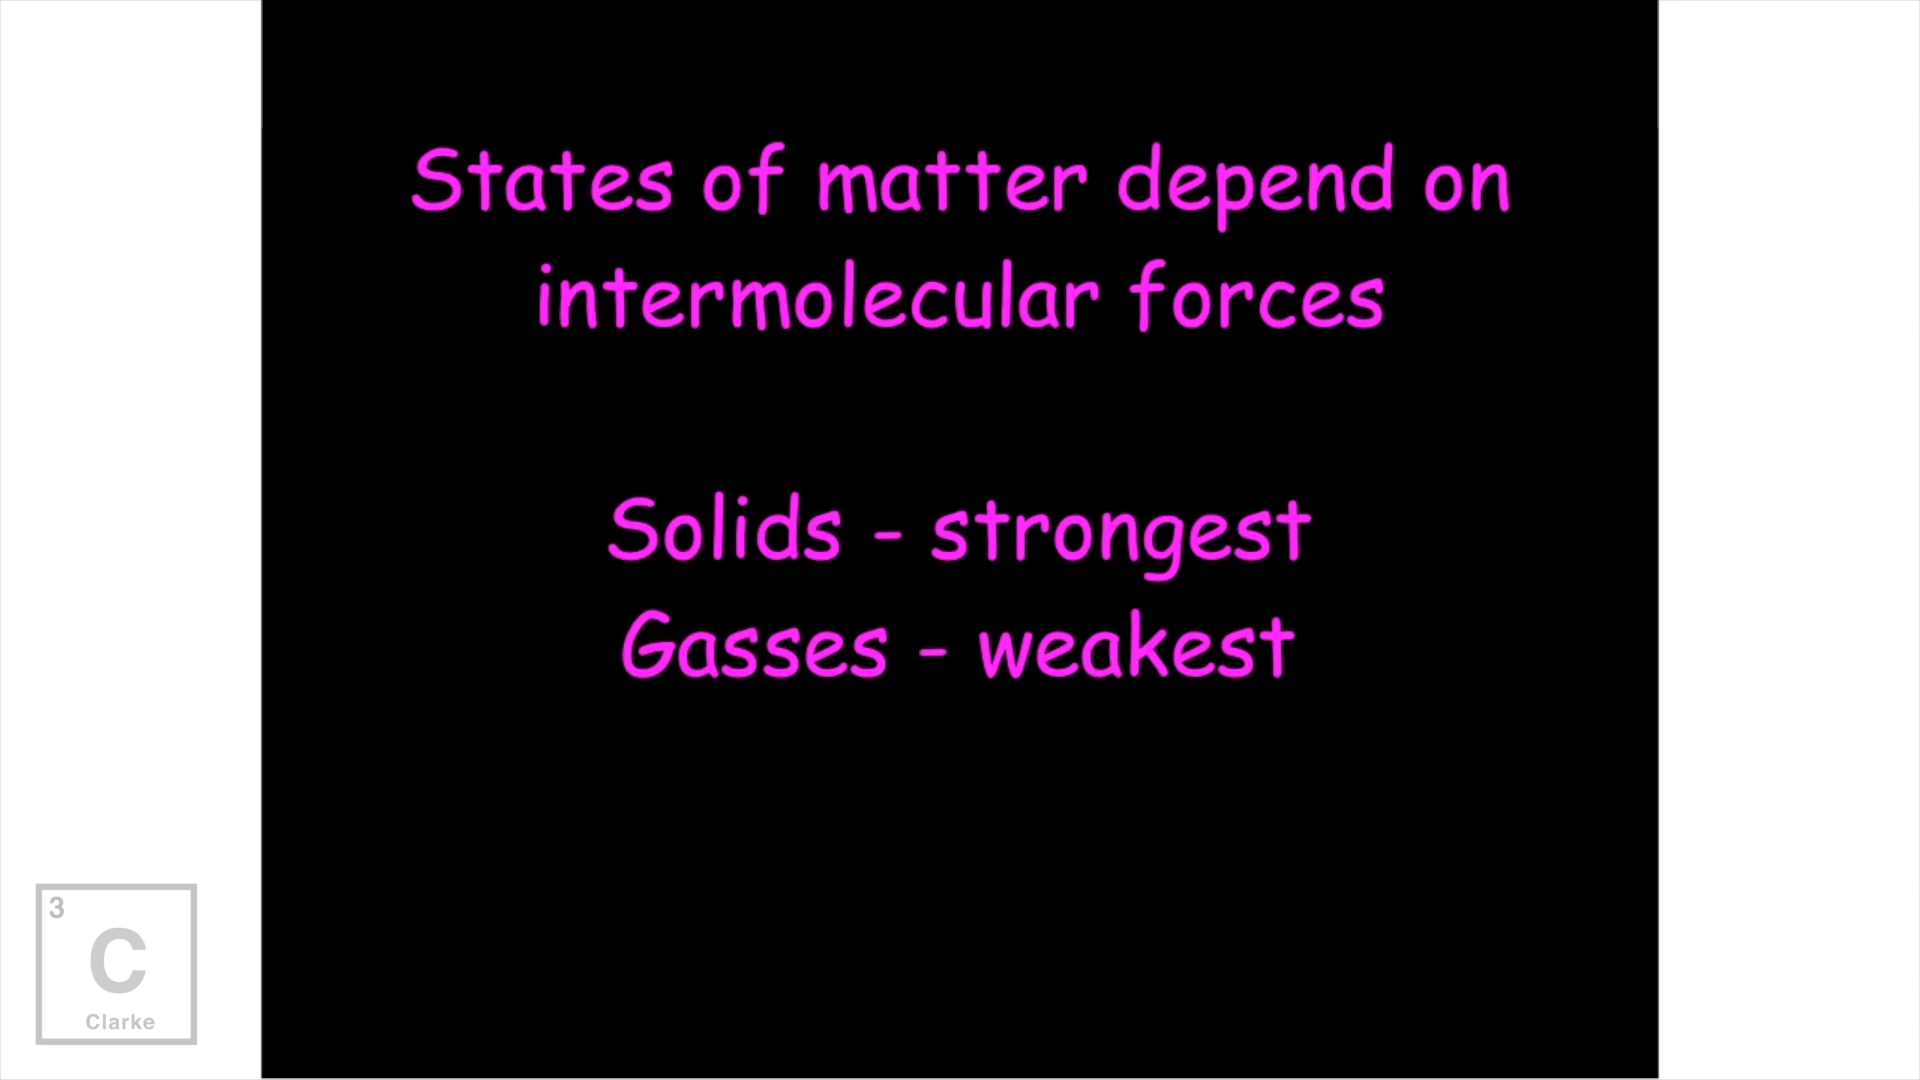 States of matter depend on
intermolecular forces
Solids - strongest
Gasses - weakest
3
C
Clarke